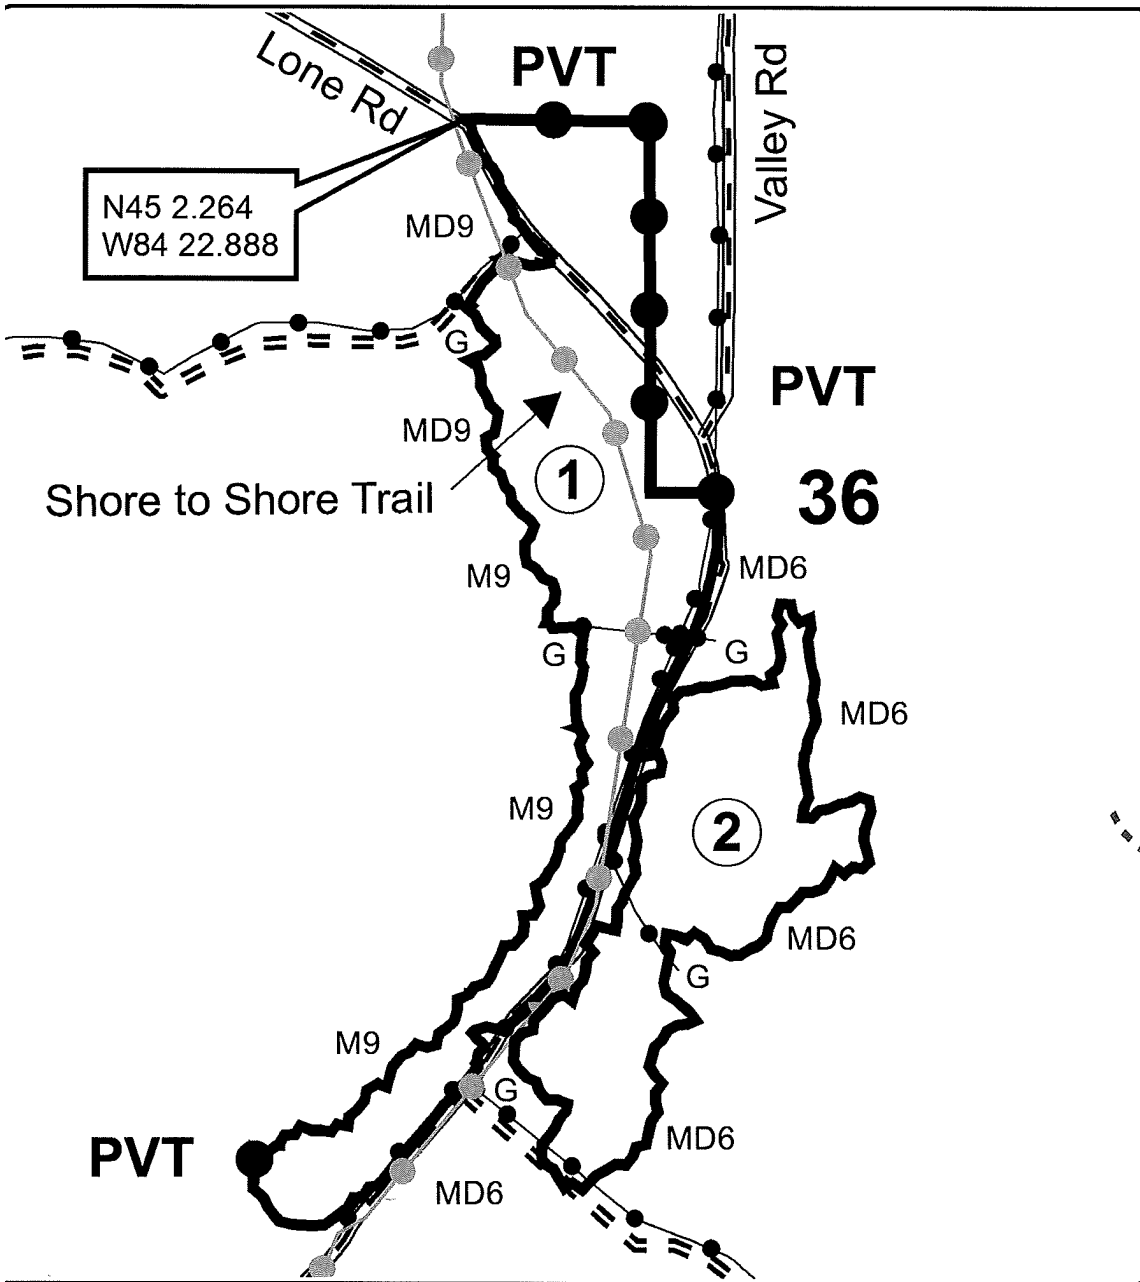 Lone Rd
PVT
Valley Rd
N45 2.264
W84 22.888
MD9
G
PVT
MD9
1
36
Shore to Shore Trail
M9
MD6
G
G
MD6
M9
2
MD6
G
M9
G
PVT
MD6
MD6